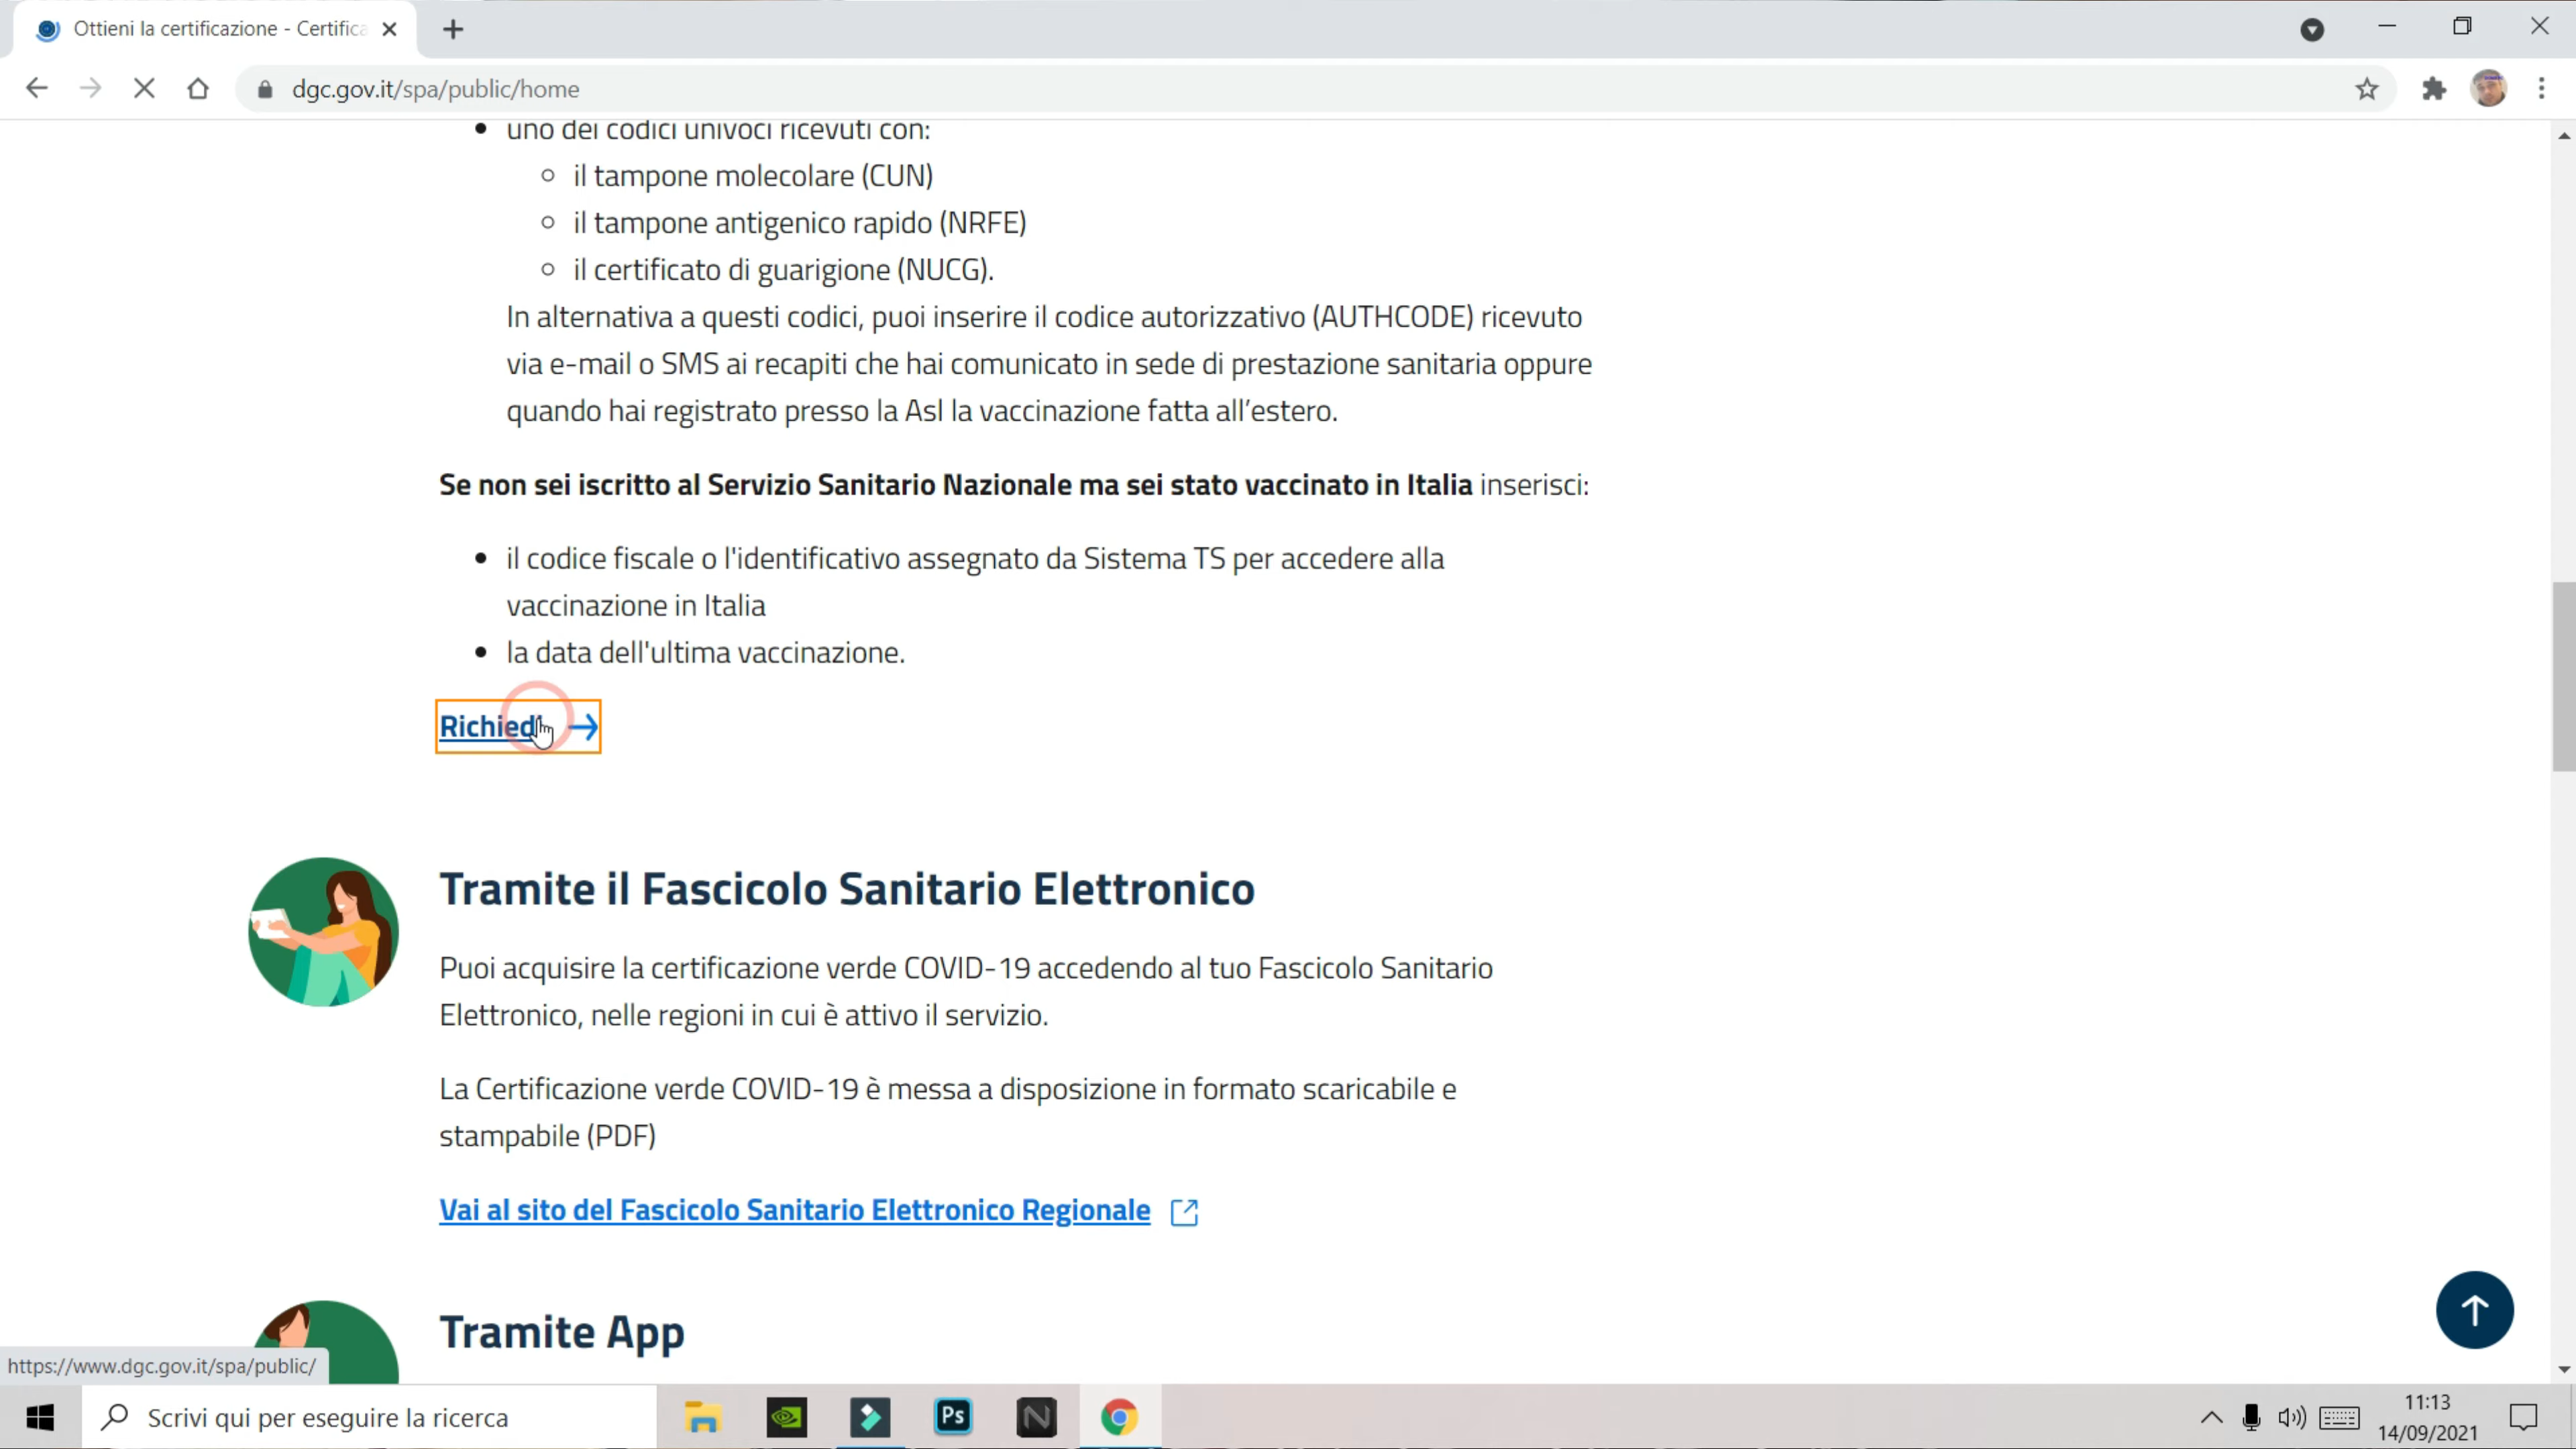 Ottieni la certificazione - Certifica
dgc.gov.it/spa/public/home
uno dei codici univoci ricevuti con:
il tampone molecolare (CUN)
il tampone antigenico rapido (NRFE)
il certificato di guarigione (NUCG).
In alternativa a questi codici, puoi inserire il codice autorizzativo (AUTHCODE) ricevuto
via e-mail o SMS ai recapiti che hai comunicato in sede di prestazione sanitaria oppure
quando hai registrato presso la Asl la vaccinazione fatta all’estero.
Se non sei iscritto al Servizio Sanitario Nazionale ma sei stato vaccinato in Italia inserisci:
il codice fiscale o l'identificativo assegnato da Sistema TS per accedere alla
vaccinazione in Italia
la data dell'ultima vaccinazione.
Richiedi
Tramite il Fascicolo Sanitario Elettronico
Puoi acquisire la certificazione verde COVID-19 accedendo al tuo Fascicolo Sanitario
Elettronico, nelle regioni in cui è attivo il servizio.
La Certificazione verde COVID-19 è messa a disposizione in formato scaricabile e
stampabile (PDF)
Vai al sito del Fascicolo Sanitario Elettronico Regionale
Tramite App
https://www.dgc.gov.it/spa/public/
Scrivi qui per eseguire la ricerca
Ps
N
11:13
14/09/2021